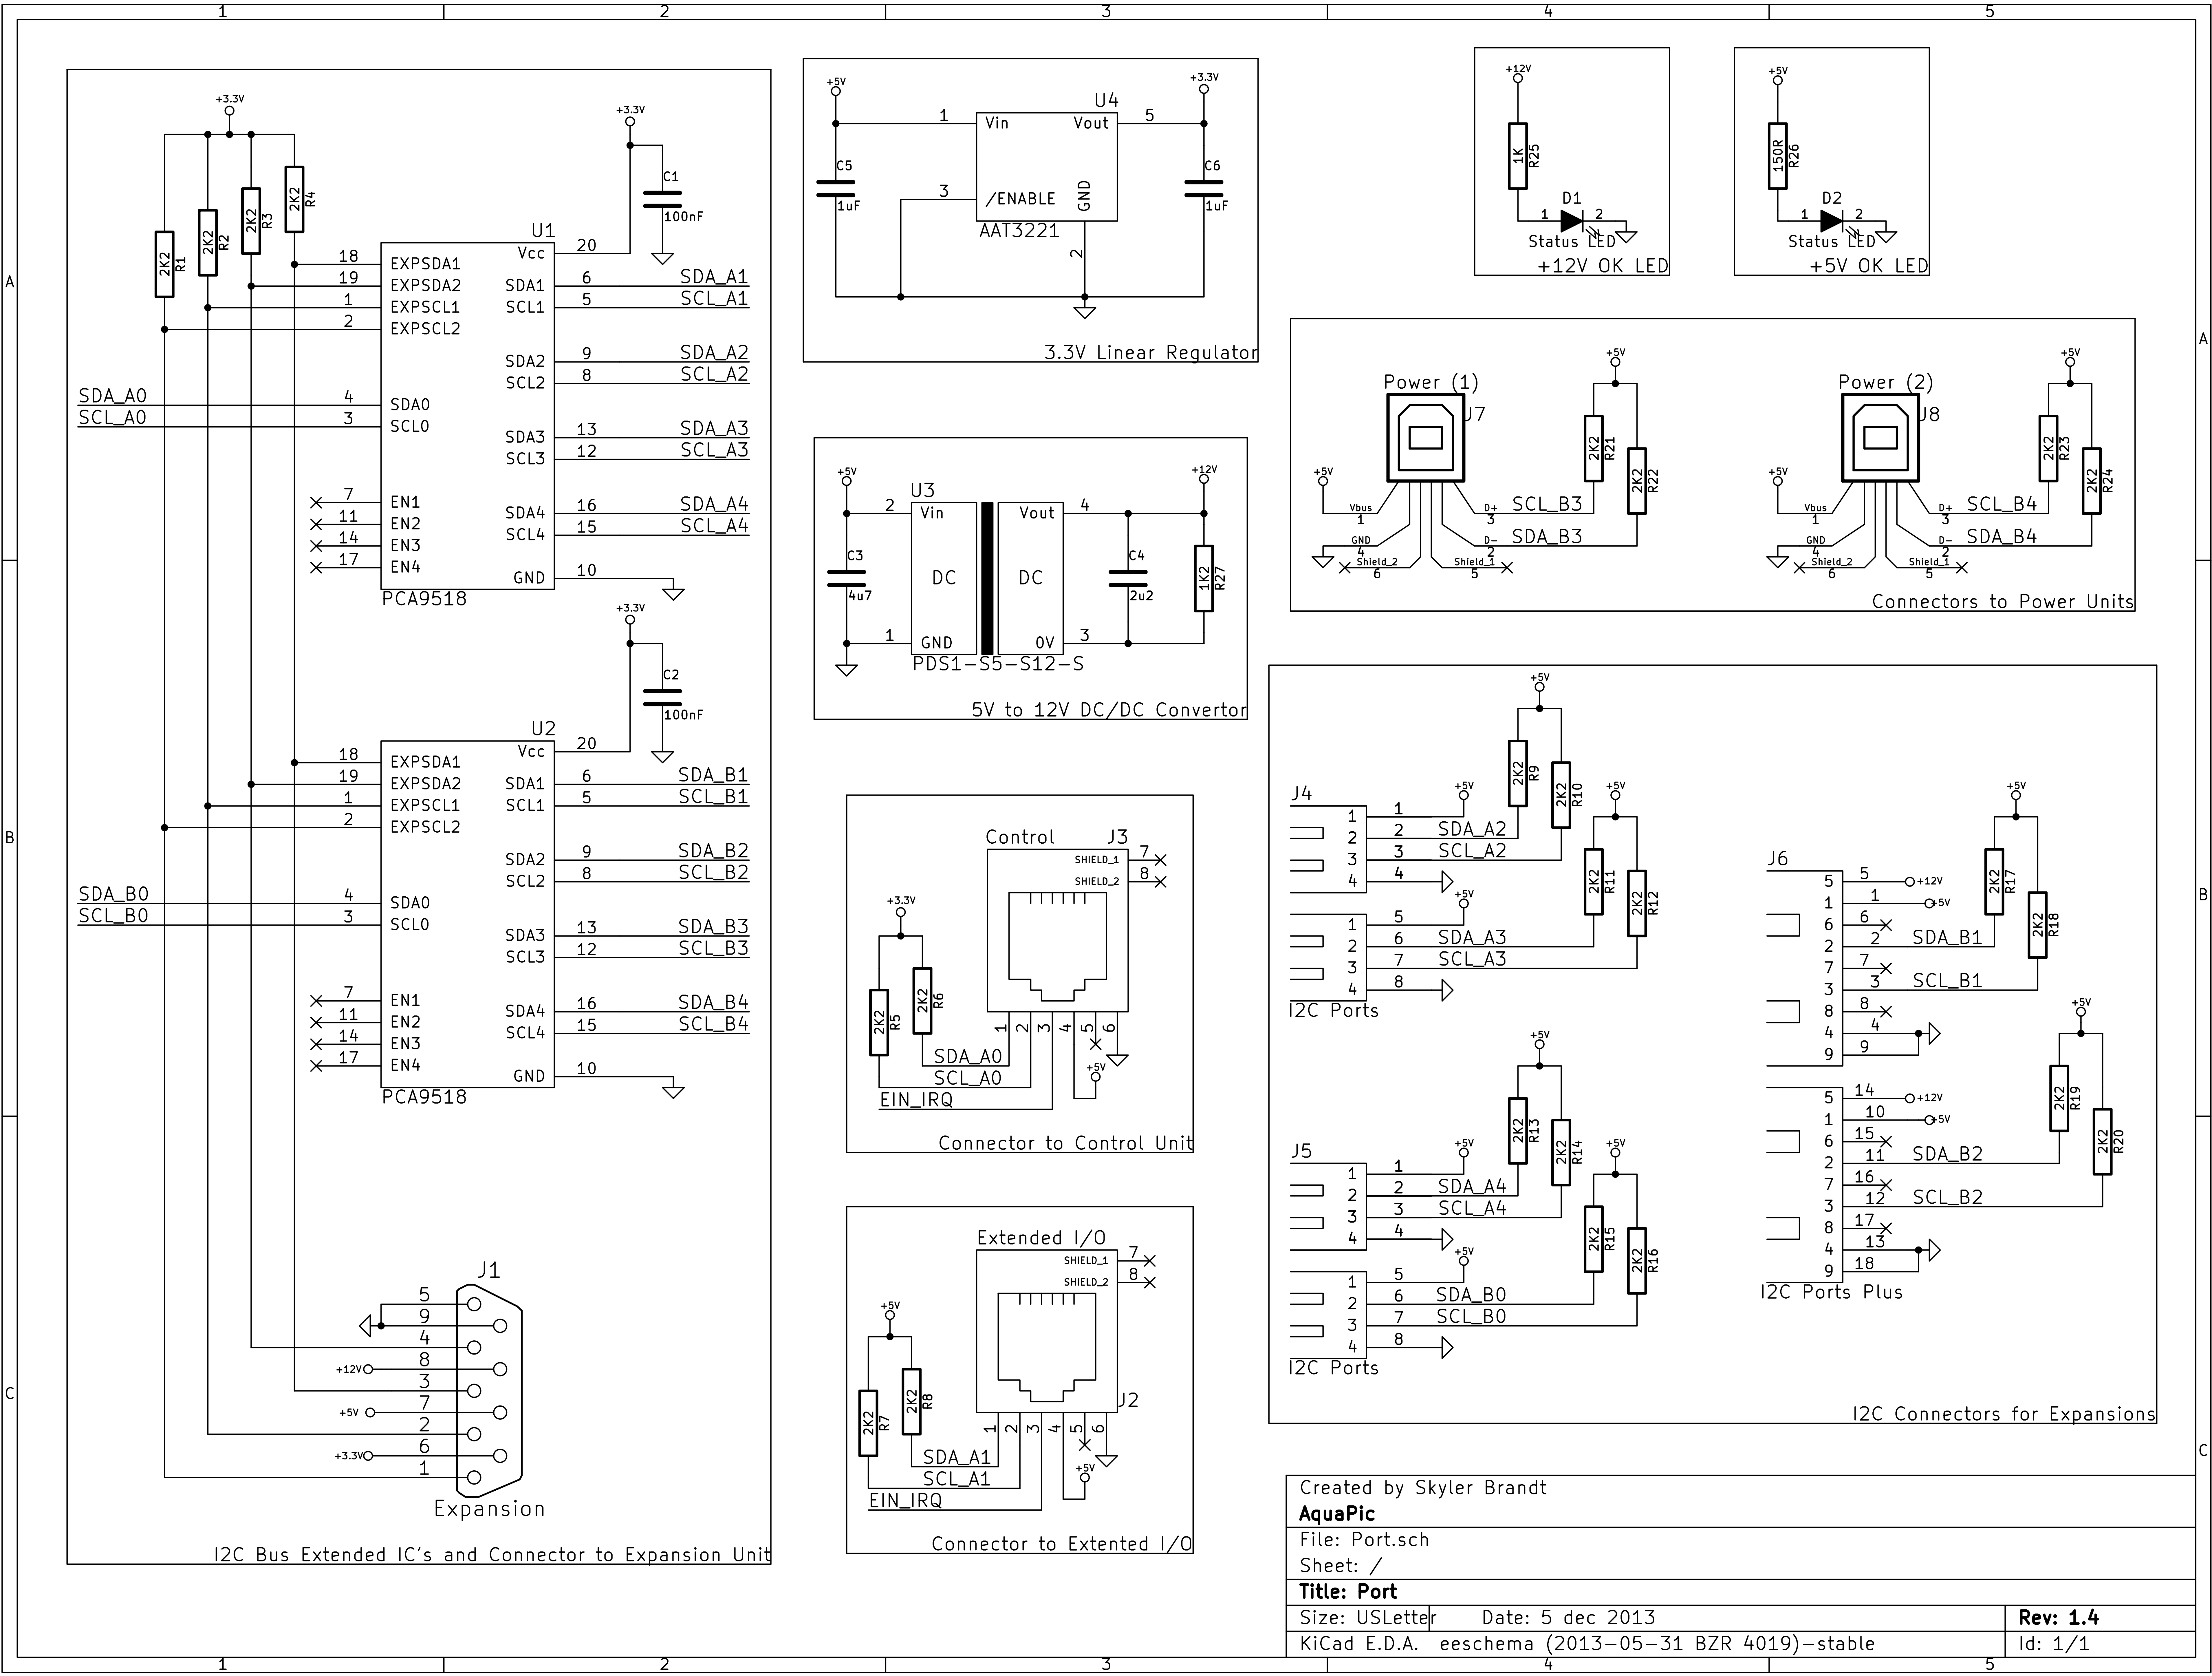 1 2 3 4 5
A
B
C
A
B
C
+3.3V
2K2 R1
2K2 R2
2K2 R3
2K2 R4
+3.3V
C1
100nF
U1
18 EXPSDA1
19 EXPSDA2
1 EXPSCL1
2 EXPSCL2
SDA_A0 4 SDA0
SCL_A0 3 SCL0
7 EN1
11 EN2
14 EN3
17 EN4
Vcc 20
SDA1 6 SDA_A1
SCL1 5 SCL_A1
SDA2 9 SDA_A2
SCL2 8 SCL_A2
SDA3 13 SDA_A3
SCL3 12 SCL_A3
SDA4 16 SDA_A4
SCL4 15 SCL_A4
GND 10
PCA9518
+3.3V
C2
100nF
U2
18 EXPSDA1
19 EXPSDA2
1 EXPSCL1
2 EXPSCL2
SDA_B0 4 SDA0
SCL_B0 3 SCL0
7 EN1
11 EN2
14 EN3
17 EN4
Vcc 20
SDA1 6 SDA_B1
SCL1 5 SCL_B1
SDA2 9 SDA_B2
SCL2 8 SCL_B2
SDA3 13 SDA_B3
SCL3 12 SCL_B3
SDA4 16 SDA_B4
SCL4 15 SCL_B4
GND 10
PCA9518
J1
5
9
4
+12V 8
3
+5V 7
2
+3.3V 6
1
Expansion
I2C Bus Extended IC's and Connector to Expansion Unit
+5V
C5
1uF
U4
1 Vin
3 /ENABLE
Vout 5
GND 2
AAT3221
+3.3V
C6
1uF
3.3V Linear Regulator
+5V
C3
4u7
U3
2 Vin
DC
1 GND
Vout 4
DC
0V 3
PDS1-S5-S12-S
C4
2u2
+12V
1K2 R27
5V to 12V DC/DC Convertor
Control J3
SHIELD_1 7
SHIELD_2 8
+3.3V
2K2 R5
2K2 R6
1 2 3 4 5 6
SDA_A0
SCL_A0
EIN_IRQ
+5V
Connector to Control Unit
Extended I/O
SHIELD_1 7
SHIELD_2 8
J2
+5V
2K2 R7
2K2 R8
1 2 3 4 5 6
SDA_A1
SCL_A1
EIN_IRQ
+5V
Connector to Extented I/O
+12V
1K R25
D1
1 2
Status LED
+12V OK LED
+5V
150R R26
D2
1 2
Status LED
+5V OK LED
Power (1)
J7
+5V
Vbus 1
GND 4
Shield_2 6
D+ 3 SCL_B3
D- 2 SDA_B3
Shield_1 5
+5V
2K2 R21
2K2 R22
Power (2)
J8
+5V
Vbus 1
GND 4
Shield_2 6
D+ 3 SCL_B4
D- 2 SDA_B4
Shield_1 5
+5V
2K2 R23
2K2 R24
Connectors to Power Units
J4
+5V
2K2 R9
2K2 R10
1 1 +5V
2 2 SDA_A2
3 3 SCL_A2
4 4
+5V
2K2 R11
2K2 R12
1 5 +5V
2 6 SDA_A3
3 7 SCL_A3
4 8
I2C Ports
J5
+5V
2K2 R13
2K2 R14
1 1 +5V
2 2 SDA_A4
3 3 SCL_A4
4 4
+5V
2K2 R15
2K2 R16
1 5 +5V
2 6 SDA_B0
3 7 SCL_B0
4 8
I2C Ports
J6
+5V
2K2 R17
2K2 R18
5 5 +12V
1 1 +5V
6 6
2 2 SDA_B1
7 7
3 3 SCL_B1
8 8
4 4
9 9
+5V
2K2 R19
2K2 R20
5 14 +12V
1 10 +5V
6 15
2 11 SDA_B2
7 16
3 12 SCL_B2
8 17
4 13
9 18
I2C Ports Plus
I2C Connectors for Expansions
Created by Skyler Brandt
AquaPic
File: Port.sch
Sheet: /
Title: Port
Size: USLetter Date: 5 dec 2013 Rev: 1.4
KiCad E.D.A. eeschema (2013-05-31 BZR 4019)-stable Id: 1/1
1 2 3 4 5